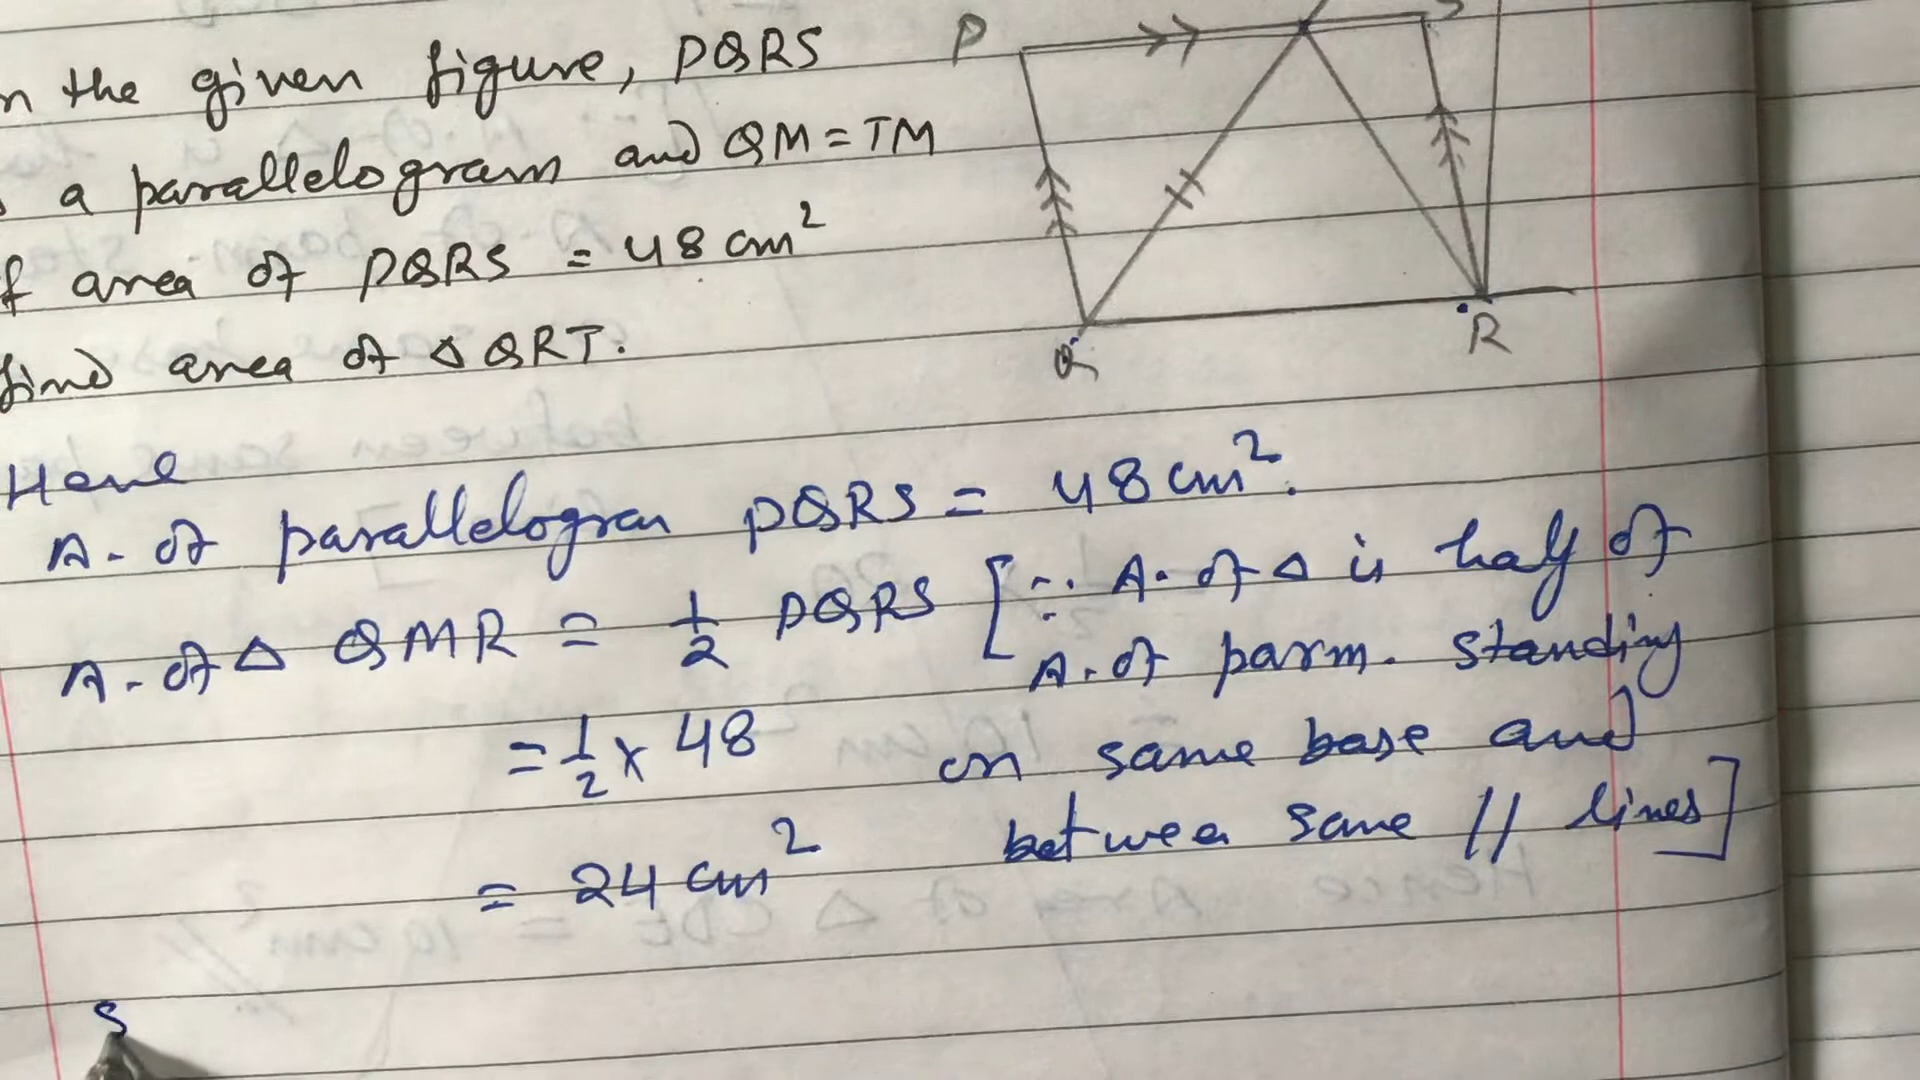 n the given figure, PQRS
a parallelogram and QM = TM
f area of PQRS = 48 cm²
find area of △ QRT.
P
S
Q
R
Here
A. of parallelogram PQRS = 48 cm².
A. of △ QMR = 1/2 PQRS [∵ A. of △ is half of
A. of parm. standing
= 1/2 × 48 on same base and
= 24 cm² between same // lines]
S